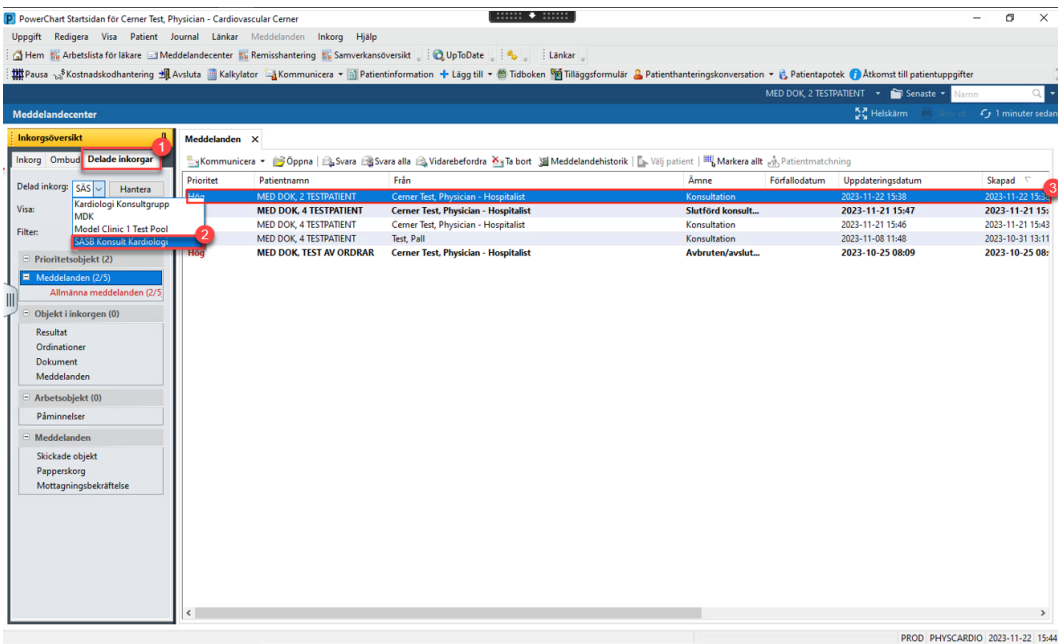 PowerChart Startsidan för Cerner Test, Physician - Cardiovascular Cerner
Uppgift Redigera Visa Patient Journal Länkar Meddelanden Inkorg Hjälp
Hem Arbetslista för läkare Meddelandecenter Remisshantering Samverkansöversikt UpToDate Länkar
Pausa Kostnadskodhantering Avsluta Kalkylator Kommunicera Patientinformation Lägg till Tidboken Tilläggsformulär Patienthanteringskonversation Patientapotek Åtkomst till patientuppgifter
MED DOK, 2 TESTPATIENT Senaste Namn
Meddelandecenter Helskärm Skriv ut 1 minuter sedan
Inkorgsöversikt
1
Inkorg Ombud Delade inkorgar
Delad inkorg: SÄS Hantera
Kardiologi Konsultgrupp
Visa:
MDK
Filter:
Model Clinic 1 Test Pool
SÄSB Konsult Kardiologi
2
Prioritetsobjekt (2)
Meddelanden (2/5)
Allmänna meddelanden (2/5
Objekt i inkorgen (0)
Resultat
Ordinationer
Dokument
Meddelanden
Arbetsobjekt (0)
Påminnelser
Meddelanden
Skickade objekt
Papperskorg
Mottagningsbekräftelse
Meddelanden X
Kommunicera Öppna Svara Svara alla Vidarebefordra Ta bort Meddelandehistorik Välj patient Markera allt Patientmatchning
Prioritet Patientnamn Från Ämne Förfallodatum Uppdateringsdatum Skapad
3
Hög MED DOK, 2 TESTPATIENT Cerner Test, Physician - Hospitalist Konsultation 2023-11-22 15:38 2023-11-22 15:38
MED DOK, 4 TESTPATIENT Cerner Test, Physician - Hospitalist Slutförd konsult... 2023-11-21 15:47 2023-11-21 15:
MED DOK, 4 TESTPATIENT Cerner Test, Physician - Hospitalist Konsultation 2023-11-21 15:46 2023-11-21 15:43
MED DOK, 4 TESTPATIENT Test, Pall Konsultation 2023-11-08 11:48 2023-10-31 13:11
Hög MED DOK, TEST AV ORDRAR Cerner Test, Physician - Hospitalist Avbruten/avslut... 2023-10-25 08:09 2023-10-25 08:
PROD PHYSCARDIO 2023-11-22 15:44